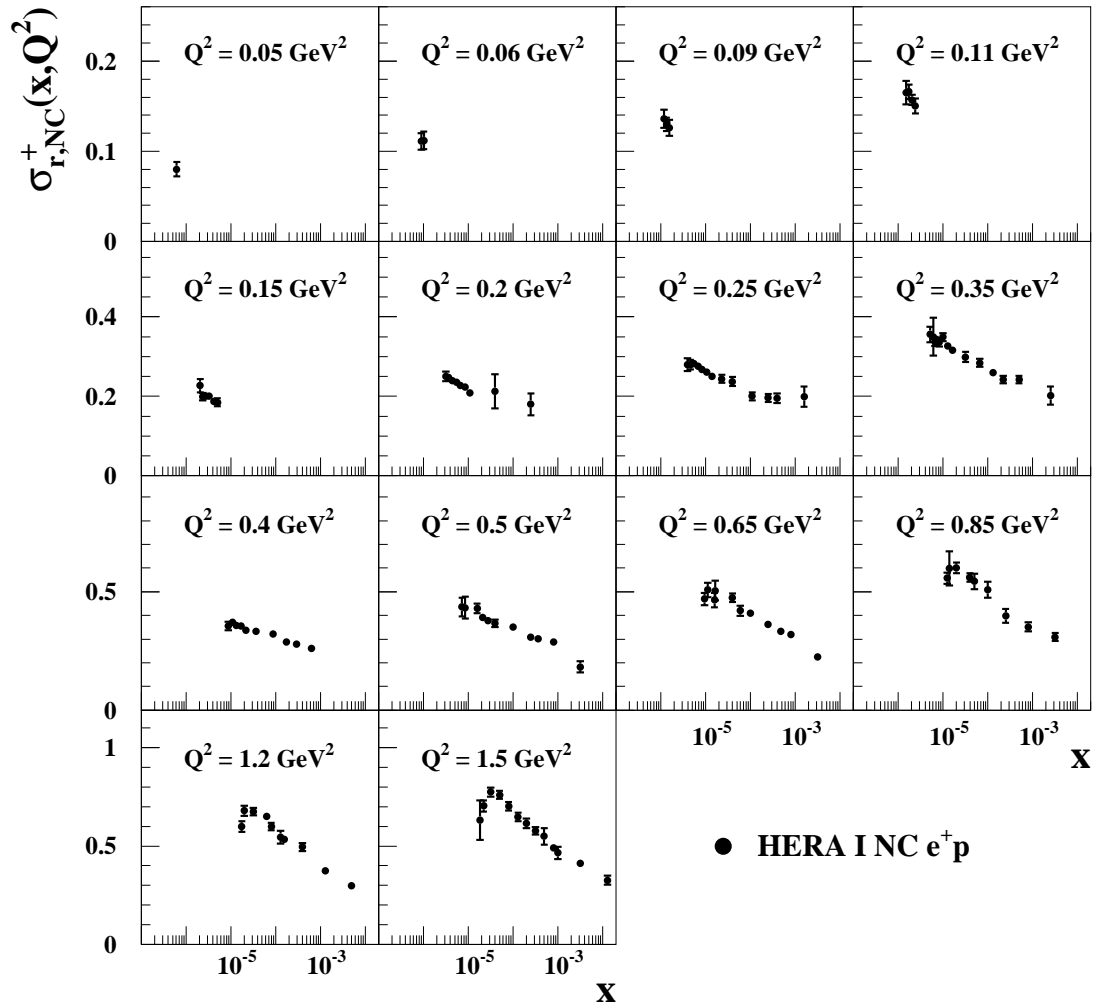 σ⁺r,NC(x,Q²)
Q² = 0.05 GeV²
Q² = 0.06 GeV²
Q² = 0.09 GeV²
Q² = 0.11 GeV²
0.2
0.1
0
Q² = 0.15 GeV²
Q² = 0.2 GeV²
Q² = 0.25 GeV²
Q² = 0.35 GeV²
0.4
0.2
0
Q² = 0.4 GeV²
Q² = 0.5 GeV²
Q² = 0.65 GeV²
Q² = 0.85 GeV²
0.5
0
10⁻⁵ 10⁻³ 10⁻⁵ 10⁻³
x
Q² = 1.2 GeV²
Q² = 1.5 GeV²
1
0.5
0
HERA I NC e⁺p
10⁻⁵ 10⁻³ 10⁻⁵ 10⁻³
x